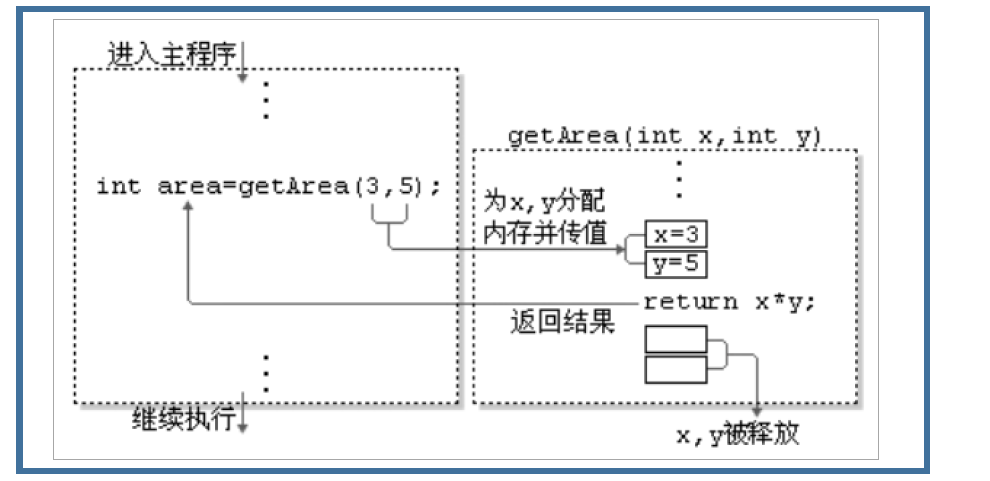 进入主程序
int area=getArea(3,5);
继续执行
getArea(int x,int y)
为x,y分配
内存并传值
x=3
y=5
return x*y;
返回结果
x,y被释放